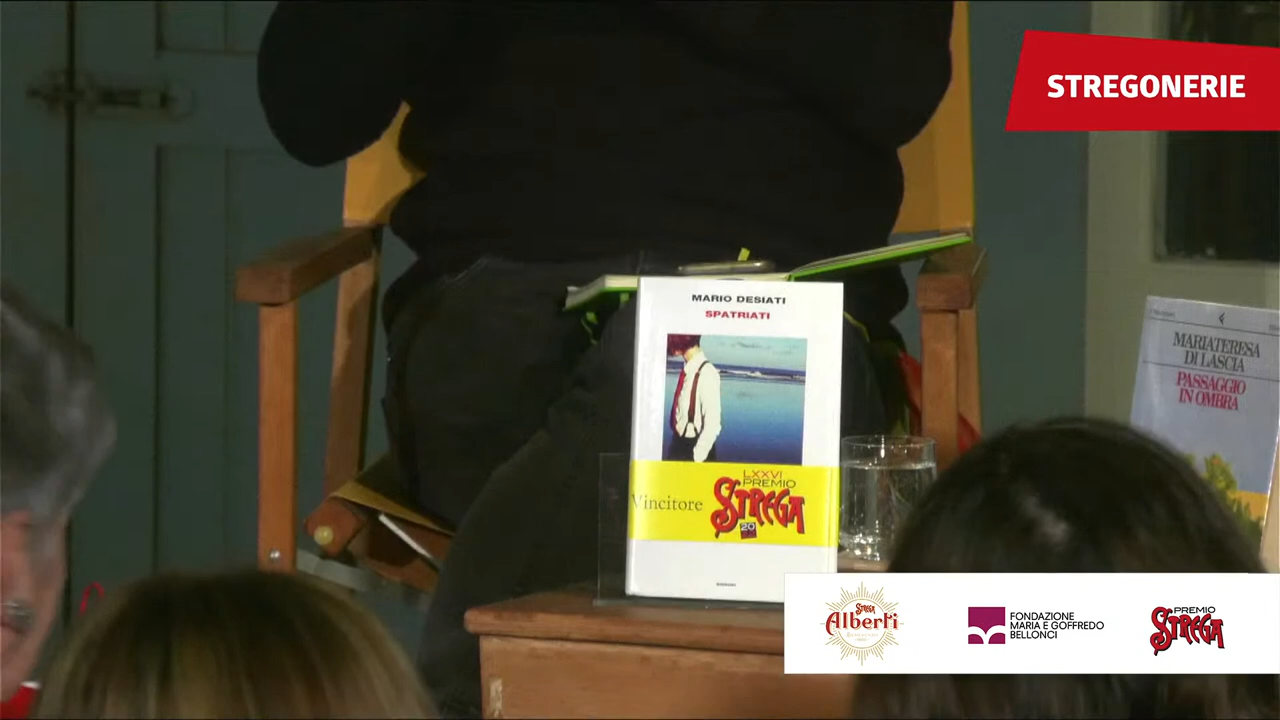 STREGONERIE
MARIO DESIATI
SPATRIATI
Vincitore
LXXVI
PREMIO
STREGA
20
MARIATERESA
DI LASCIA
PASSAGGIO
IN OMBRA
STREGA
Alberti
FONDAZIONE
MARIA E GOFFREDO
BELLONCI
PREMIO
STREGA